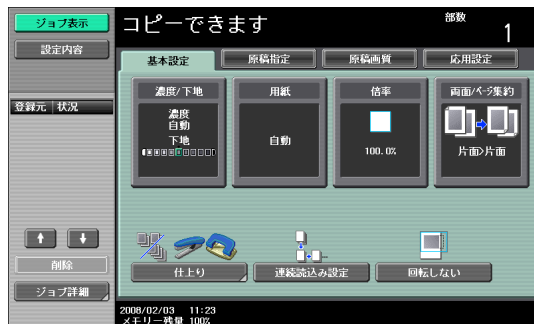 ジョブ表示
設定内容
コピーできます
部数
1
基本設定
原稿指定
原稿画質
応用設定
登録元 状況
濃度/下地
濃度
自動
下地
用紙
自動
倍率
100.0%
両面/ページ集約
片面>片面
仕上り
連続読込み設定
回転しない
削除
ジョブ詳細
2008/02/03 11:23
メモリー残量 100%